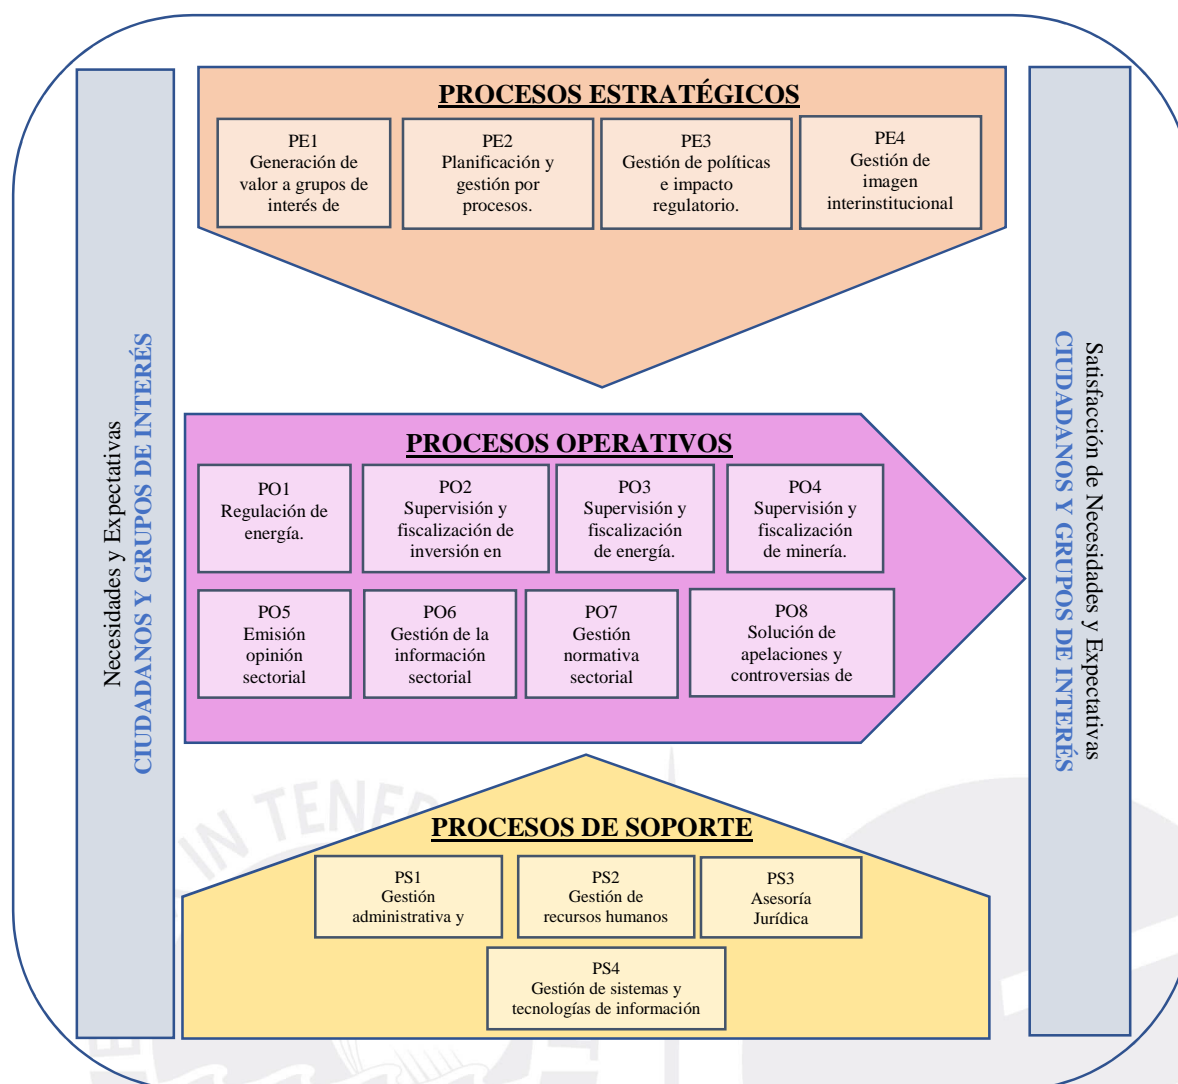 PROCESOS ESTRATÉGICOS
PE1
Generación de
valor a grupos de
interés de
PE2
Planificación y
gestión por
procesos.
PE3
Gestión de políticas
e impacto
regulatorio.
PE4
Gestión de
imagen
interinstitucional
Necesidades y Expectativas
CIUDADANOS Y GRUPOS DE INTERÉS
PROCESOS OPERATIVOS
PO1
Regulación de
energía.
PO2
Supervisión y
fiscalización de
inversión en
PO3
Supervisión y
fiscalización
de energía.
PO4
Supervisión y
fiscalización
de minería.
PO5
Emisión
opinión
sectorial
PO6
Gestión de la
información
sectorial
PO7
Gestión
normativa
sectorial
PO8
Solución de
apelaciones y
controversias de
Satisfacción de Necesidades y Expectativas
CIUDADANOS Y GRUPOS DE INTERÉS
PROCESOS DE SOPORTE
PS1
Gestión
administrativa y
PS2
Gestión de
recursos humanos
PS3
Asesoría
Jurídica
PS4
Gestión de sistemas y
tecnologías de información
IN TENE